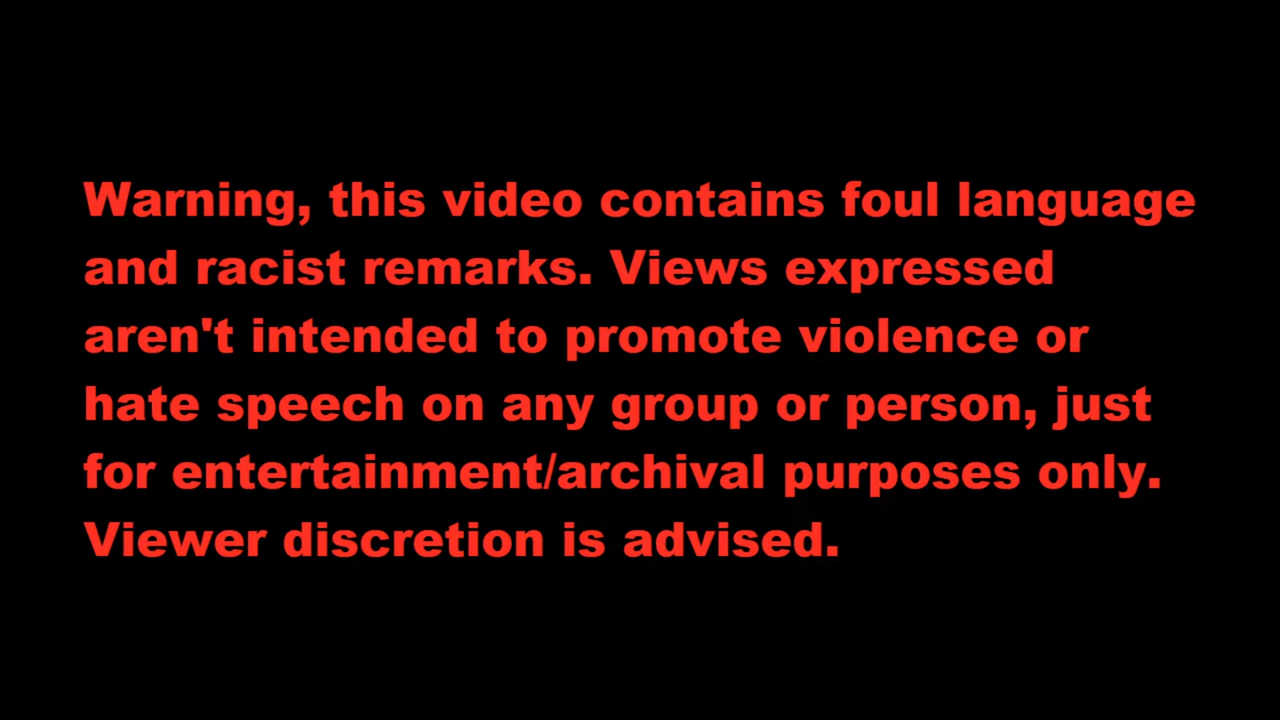 Warning, this video contains foul language
and racist remarks. Views expressed
aren't intended to promote violence or
hate speech on any group or person, just
for entertainment/archival purposes only.
Viewer discretion is advised.